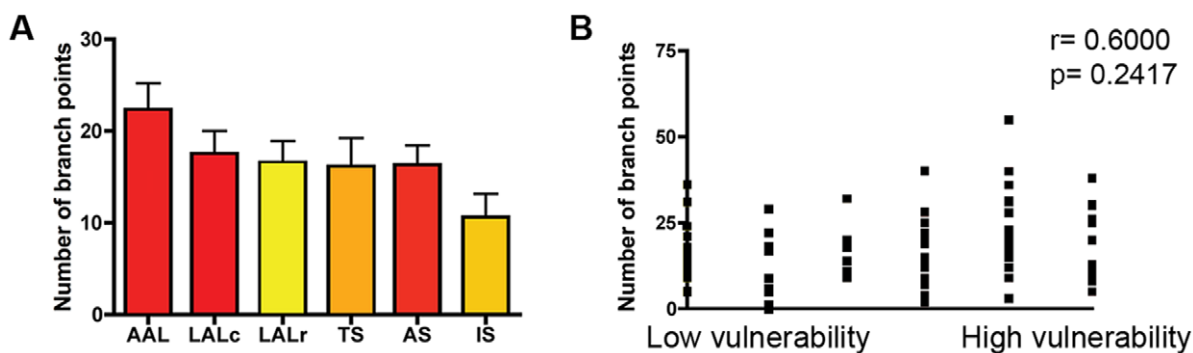 A
Number of branch points
30
20
10
0
AAL LALc LALr TS AS IS
B
Number of branch points
75
50
25
0
r= 0.6000
p= 0.2417
Low vulnerability High vulnerability